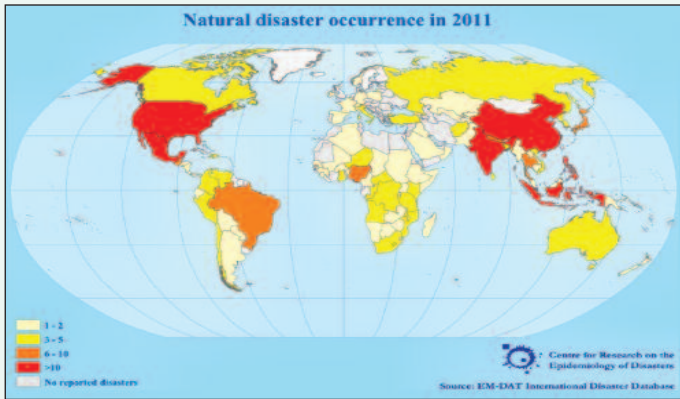 Natural disaster occurrence in 2011
1 - 2
3 - 5
6 - 10
>10
No reported disasters
Centre for Research on the
Epidemiology of Disasters
Source: EM-DAT International Disaster Database